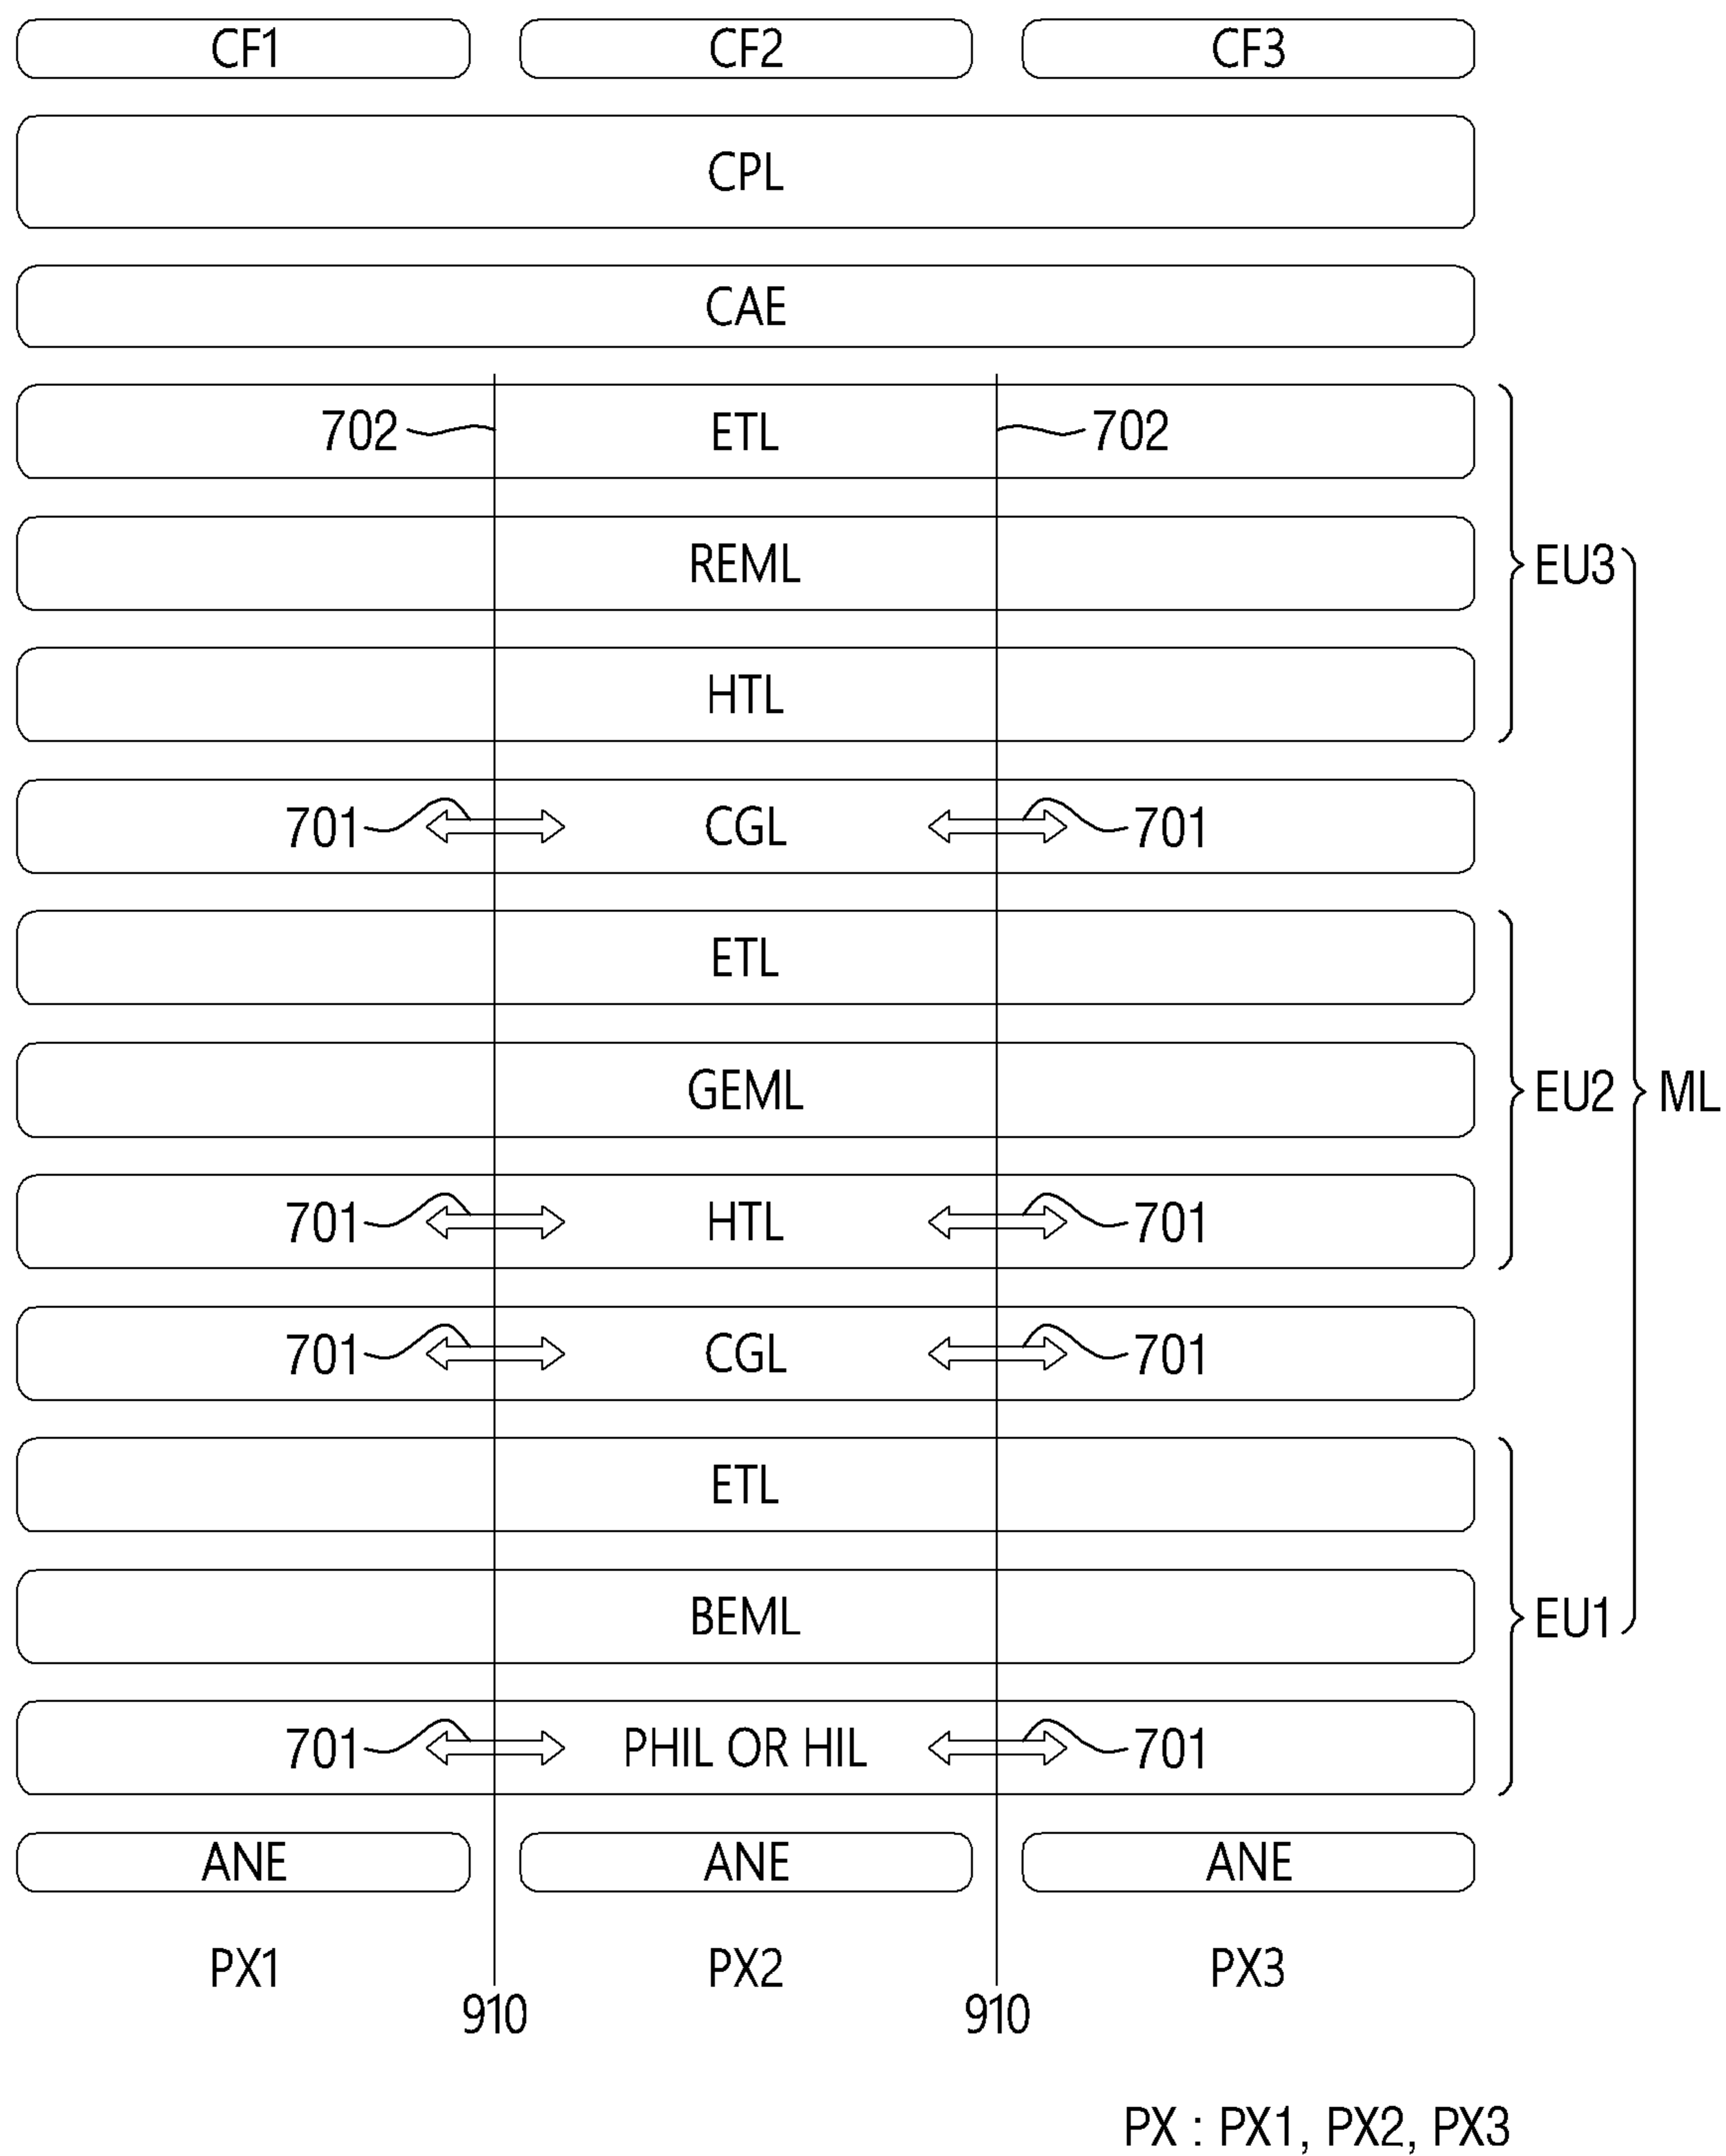 CF1 CF2 CF3
CPL
CAE
702 ETL 702
REML EU3
HTL
701 CGL 701
ETL
GEML EU2 ML
701 HTL 701
701 CGL 701
ETL
BEML EU1
701 PHIL OR HIL 701
ANE ANE ANE
PX1 PX2 PX3
910 910
PX : PX1, PX2, PX3